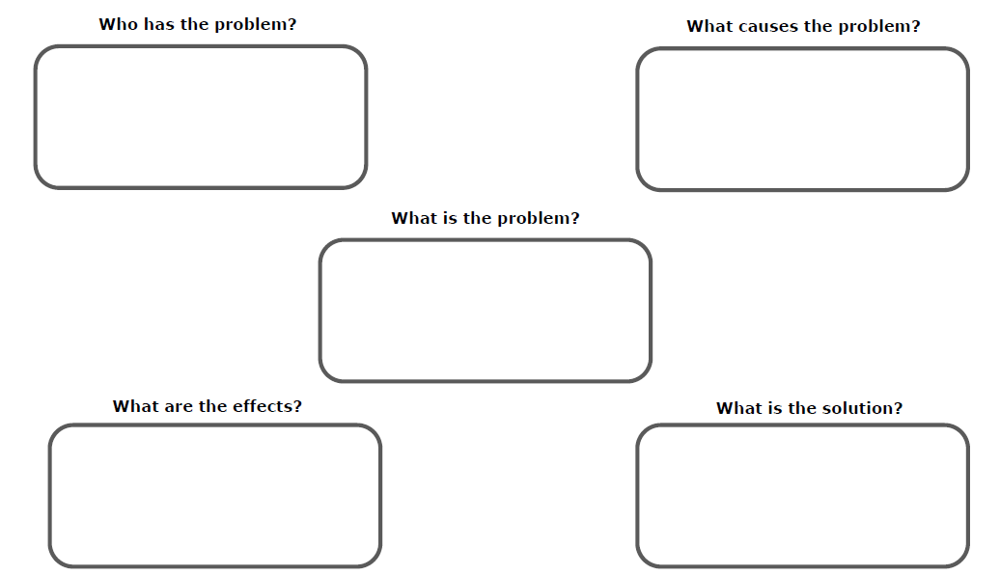 Who has the problem?
What causes the problem?
What is the problem?
What are the effects?
What is the solution?